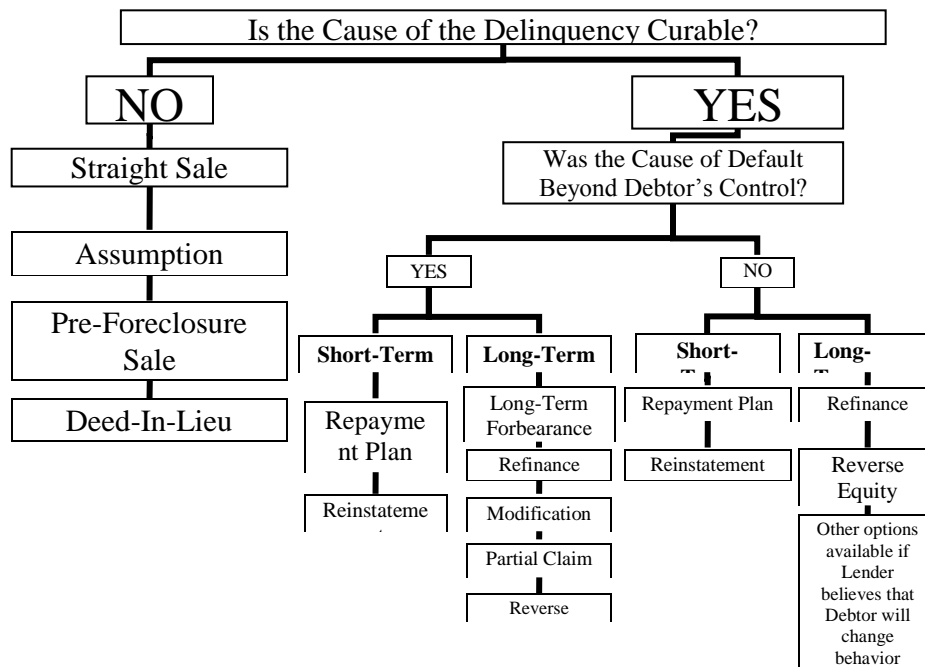 Is the Cause of the Delinquency Curable?
NO
Straight Sale
Assumption
Pre-Foreclosure
Sale
Deed-In-Lieu
YES
Was the Cause of Default
Beyond Debtor's Control?
YES
Short-Term
Repayme
nt Plan
Reinstateme
Long-Term
Long-Term
Forbearance
Refinance
Modification
Partial Claim
Reverse
NO
Short-
Repayment Plan
Reinstatement
Long-
Refinance
Reverse
Equity
Other options
available if
Lender
believes that
Debtor will
change
behavior